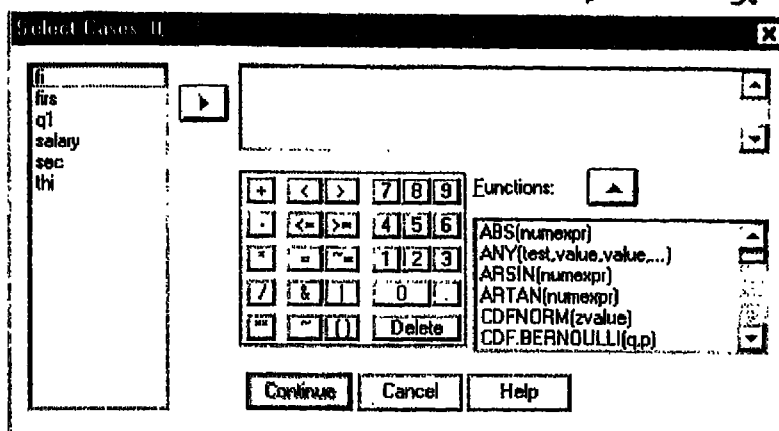 Select Cases: If
fi
firs
q1
salary
sec
thi
+ < > 7 8 9
- <= >= 4 5 6
* = ~= 1 2 3
/ & | 0 .
** ~ () Delete
Functions:
ABS(numexpr)
ANY(test,value,value,...)
ARSIN(numexpr)
ARTAN(numexpr)
CDFNORM(zvalue)
CDF.BERNOULLI(q,p)
Continue Cancel Help